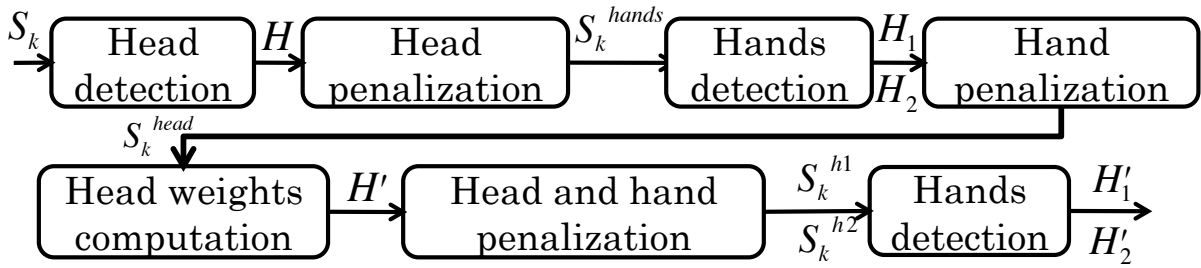 S_k
Head
detection
H
Head
penalization
S_k^{hands}
Hands
detection
H_1
H_2
Hand
penalization
S_k^{head}
Head weights
computation
H'
Head and hand
penalization
S_k^{h1}
S_k^{h2}
Hands
detection
H'_1
H'_2